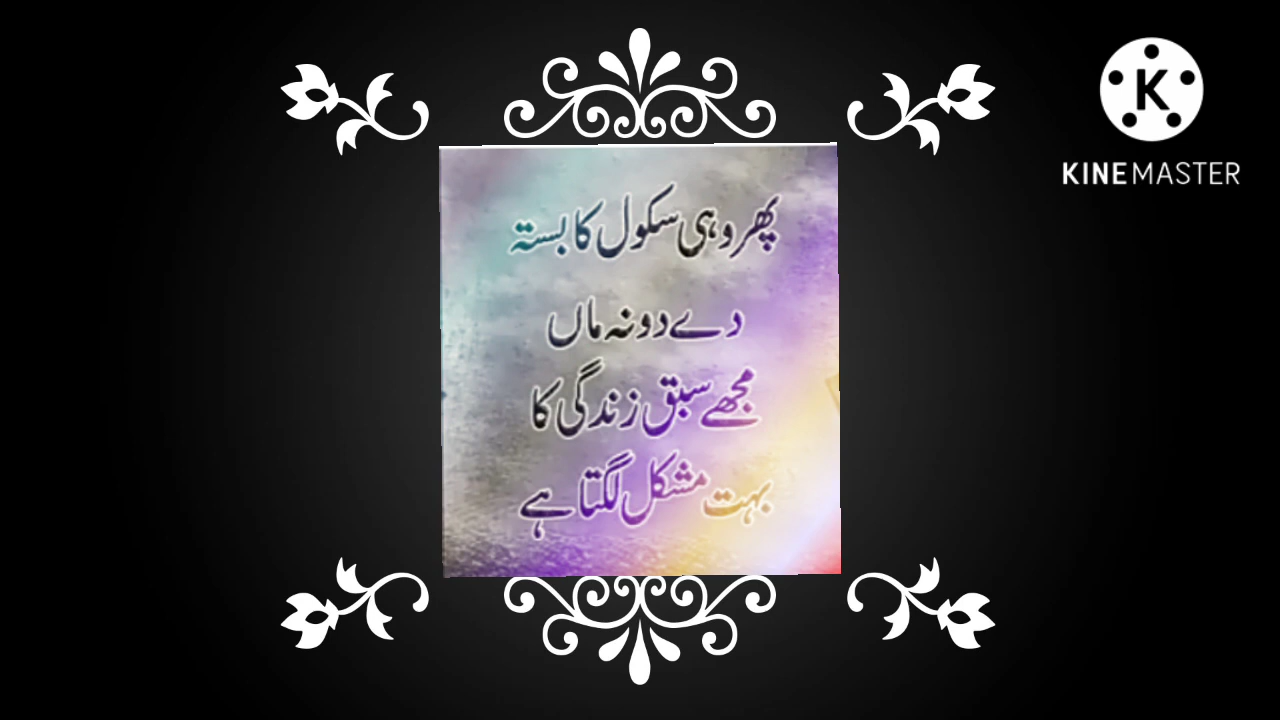 پھر وہی سکول کا بستہ
دے دو نہ ماں
مجھے سبق زندگی کا
بہت مشکل لگتا ہے
K
KINEMASTER